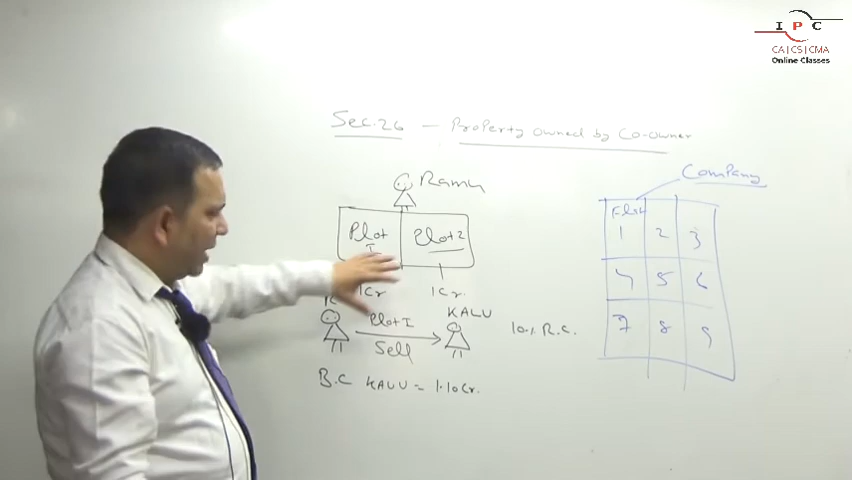 IPC
CA|CS|CMA
Online Classes
Sec.26 - Property owned by Co-owner
Ramu
Company
Plot I
Plot 2
1 Cr
1 Cr.
Flat
1 2 3
4 5 6
7 8 9
KALU
Plot I
Sell
10% R.C.
B.C KALU = 1.10 Cr.